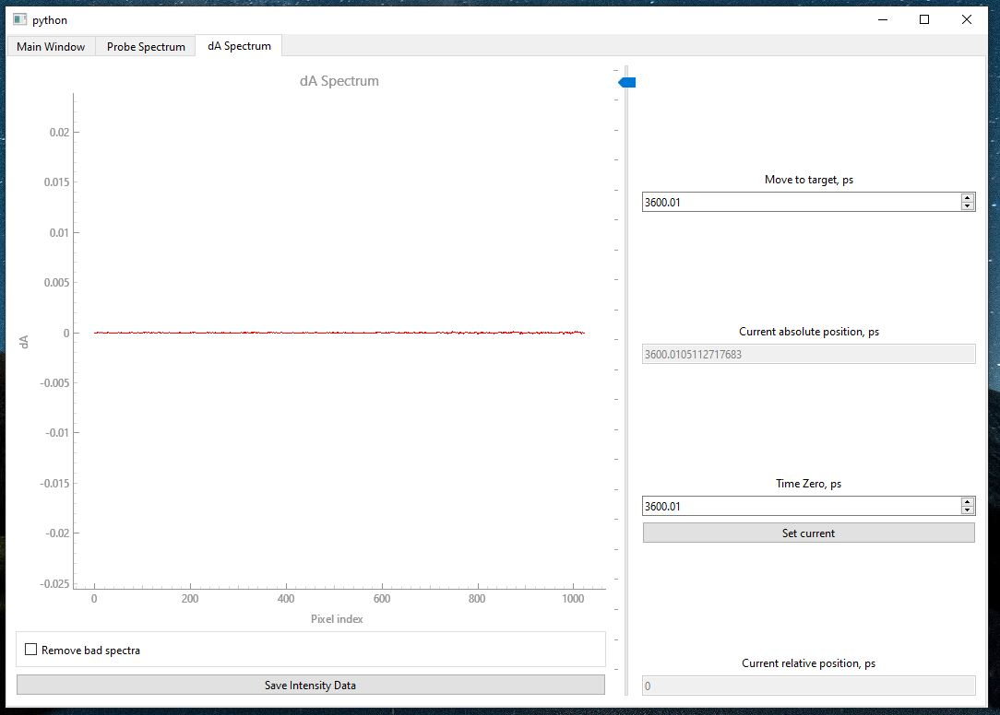 python
Main Window
Probe Spectrum
dA Spectrum
dA Spectrum
0.02
0.015
0.01
0.005
0
-0.005
-0.01
-0.015
-0.02
-0.025
dA
0 200 400 600 800 1000
Pixel index
Remove bad spectra
Save Intensity Data
Move to target, ps
3600.01
Current absolute position, ps
3600.0105112717683
Time Zero, ps
3600.01
Set current
Current relative position, ps
0